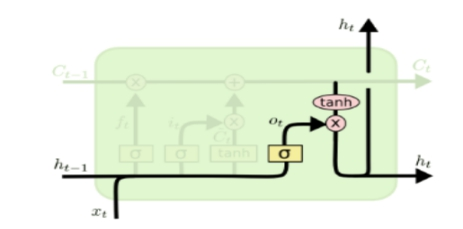 h_t
C_{t-1} × + C_t
tanh
f_t i_t o_t ×
× C̃_t
σ σ tanh σ
h_{t-1} h_t
x_t